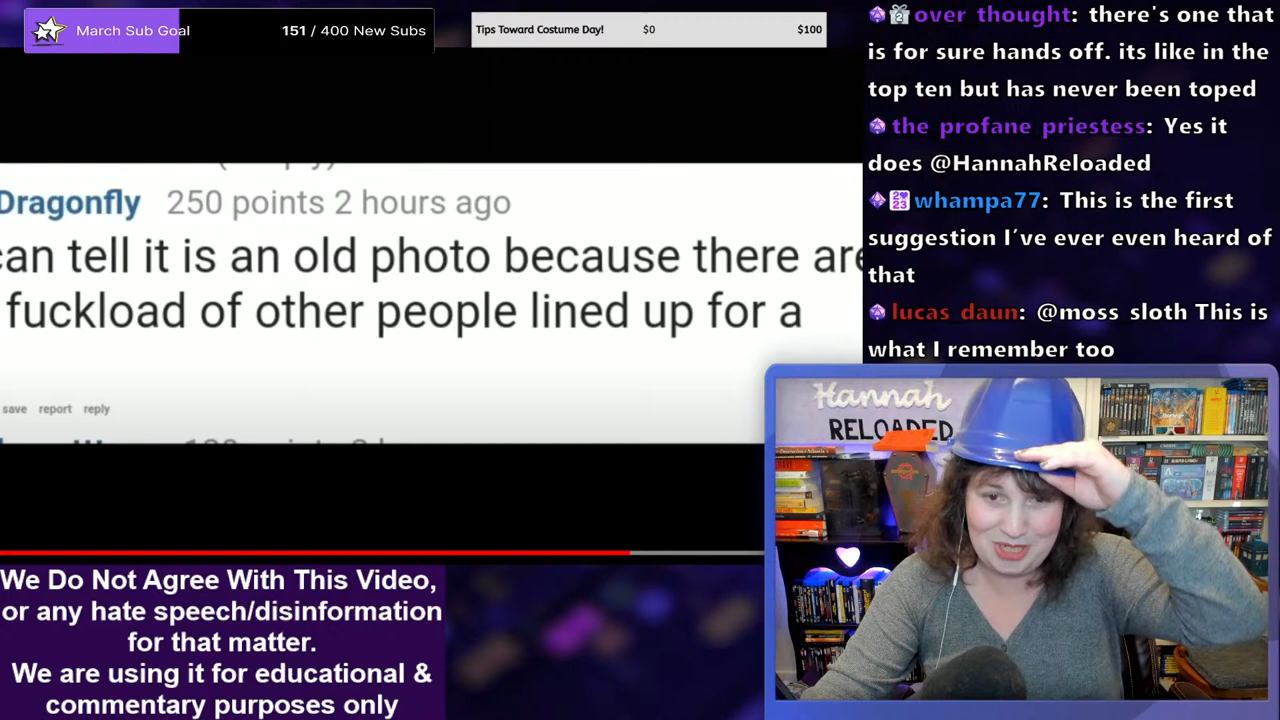 March Sub Goal 151 / 400 New Subs
Tips Toward Costume Day! $0 $100
Dragonfly 250 points 2 hours ago
can tell it is an old photo because there are
fuckload of other people lined up for a
save report reply
over thought: there's one that
is for sure hands off. its like in the
top ten but has never been toped
the profane priestess: Yes it
does @HannahReloaded
whampa77: This is the first
suggestion I´ve ever even heard of
that
lucas daun: @moss sloth This is
what I remember too
Hannah
RELOADED
We Do Not Agree With This Video,
or any hate speech/disinformation
for that matter.
We are using it for educational &
commentary purposes only